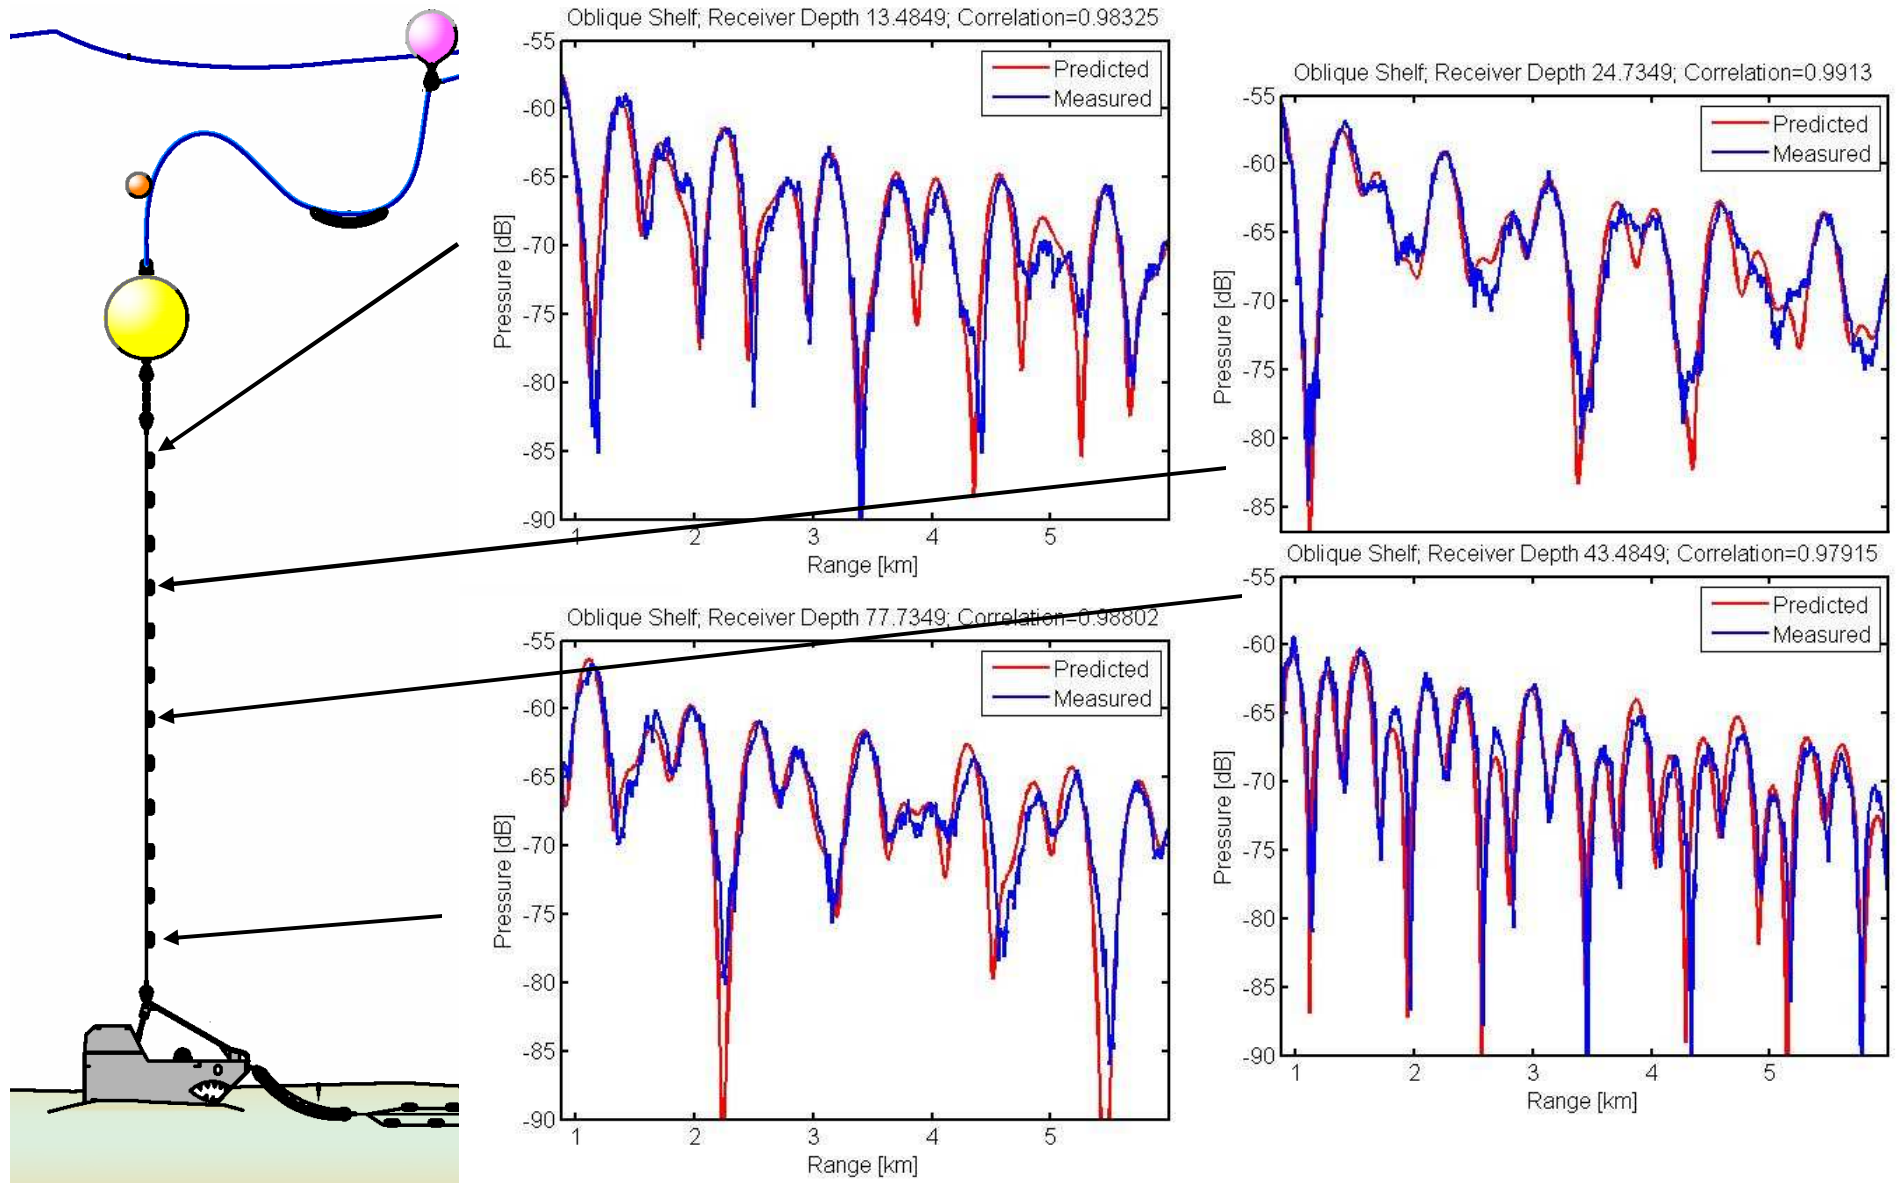 Oblique Shelf; Receiver Depth 13.4849; Correlation=0.98325
-55
-60
-65
-70
-75
-80
-85
-90
Pressure [dB]
Predicted
Measured
1 2 3 4 5
Range [km]
Oblique Shelf; Receiver Depth 24.7349; Correlation=0.9913
-55
-60
-65
-70
-75
-80
-85
Pressure [dB]
Predicted
Measured
Oblique Shelf; Receiver Depth 77.7349; Correlation=0.98802
-55
-60
-65
-70
-75
-80
-85
-90
Pressure [dB]
Predicted
Measured
1 2 3 4 5
Range [km]
Oblique Shelf; Receiver Depth 43.4849; Correlation=0.97915
-55
-60
-65
-70
-75
-80
-85
-90
Pressure [dB]
Predicted
Measured
1 2 3 4 5
Range [km]